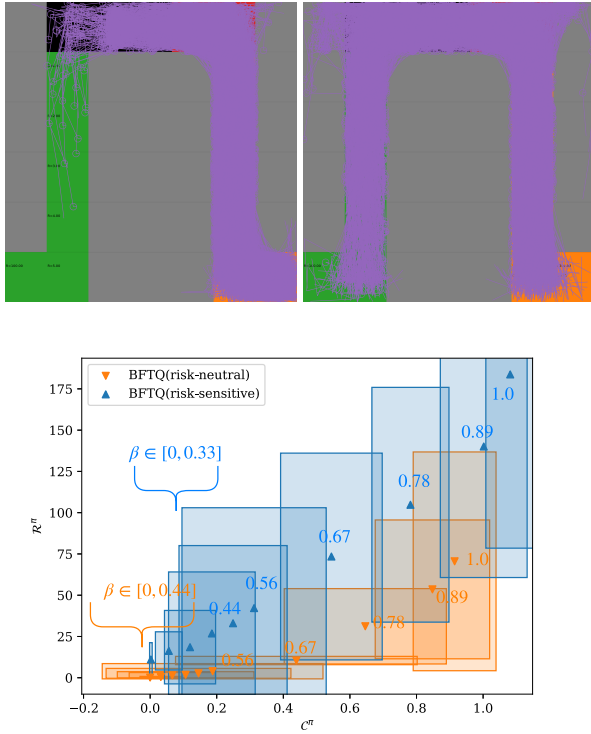 BFTQ(risk-neutral)
BFTQ(risk-sensitive)
175
150
125
100
75
50
25
0
ℛ^π
β ∈ [0, 0.33]
β ∈ [0, 0.44]
1.0
0.89
0.78
0.67
0.56
0.44
1.0
0.89
0.78
0.67
0.56
−0.2 0.0 0.2 0.4 0.6 0.8 1.0
𝒞^π